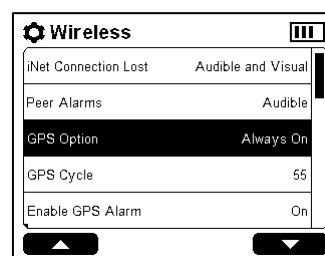 Wireless
iNet Connection Lost Audible and Visual
Peer Alarms Audible
GPS Option Always On
GPS Cycle 55
Enable GPS Alarm On